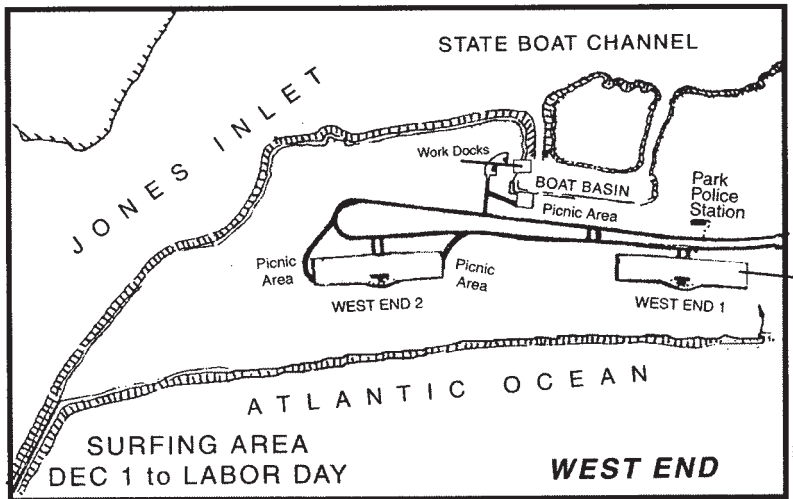 STATE BOAT CHANNEL
JONES INLET
Work Docks
BOAT BASIN
Picnic Area
Park
Police
Station
Picnic
Area
Picnic
Area
WEST END 2
WEST END 1
ATLANTIC OCEAN
SURFING AREA
DEC 1 to LABOR DAY
WEST END